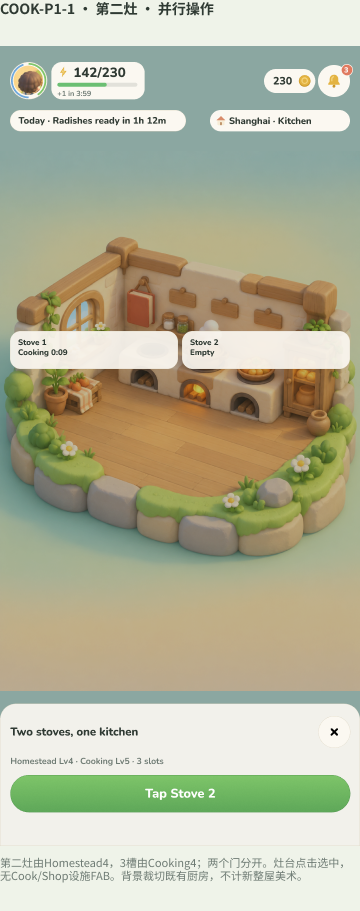 COOK-P1-1 · 第二灶 · 并行操作
142/230
+1 in 3:59
230
3
Today · Radishes ready in 1h 12m
Shanghai · Kitchen
Stove 1
Cooking 0:09
Stove 2
Empty
Two stoves, one kitchen
Homestead Lv4 · Cooking Lv5 · 3 slots
Tap Stove 2
第二灶由Homestead4，3槽由Cooking4；两个门分开。灶台点击选中，
无Cook/Shop设施FAB。背景裁切既有厨房，不计新整屋美术。